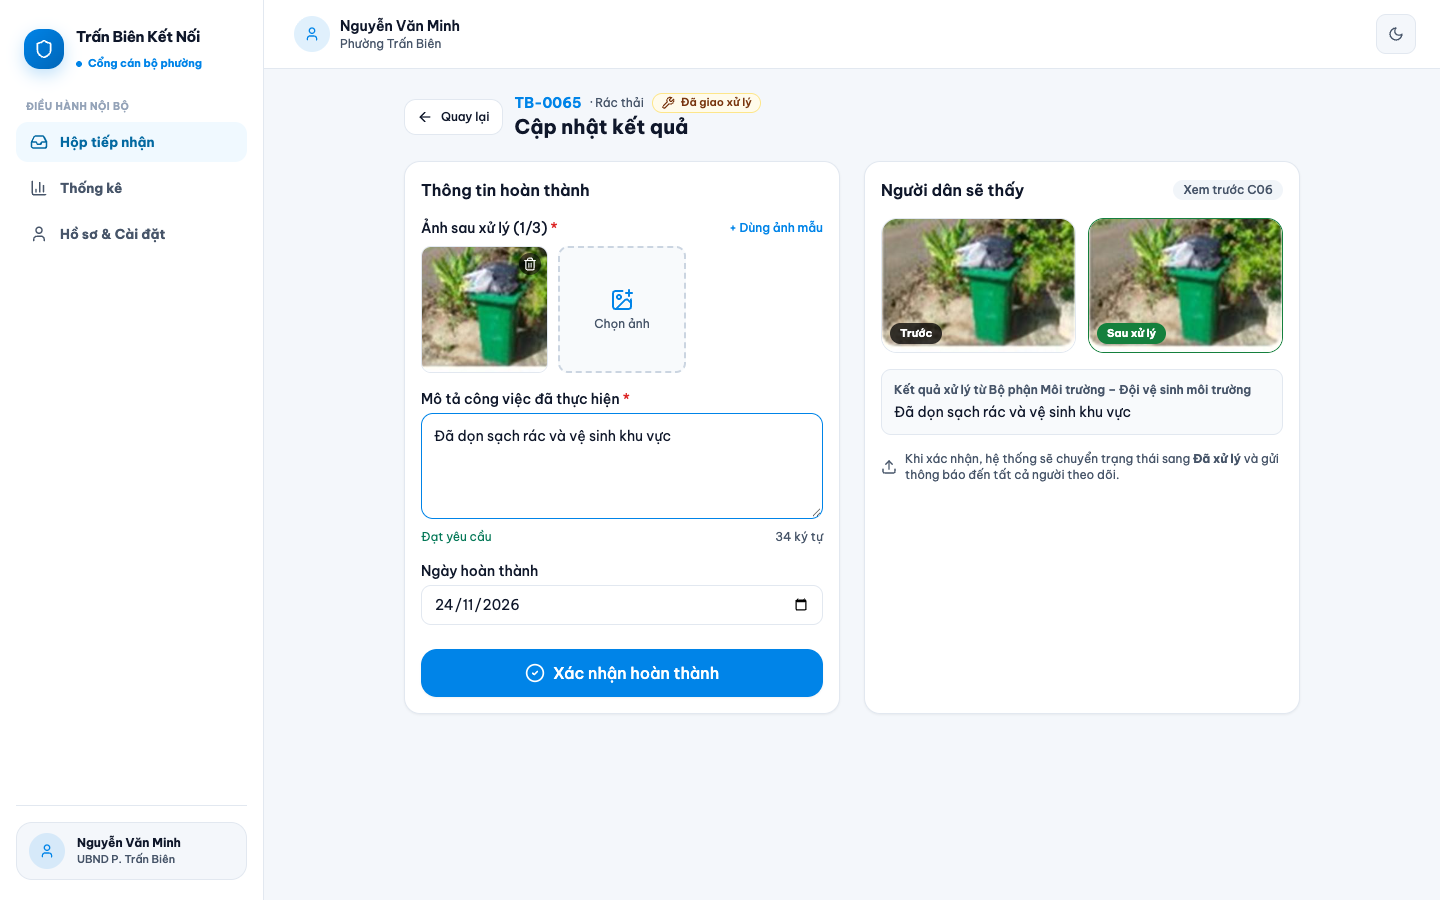 Trấn Biên Kết Nối
Cổng cán bộ phường
ĐIỀU HÀNH NỘI BỘ
Hộp tiếp nhận
Thống kê
Hồ sơ & Cài đặt
Nguyễn Văn Minh
UBND P. Trấn Biên
Nguyễn Văn Minh
Phường Trấn Biên
Quay lại
TB-0065 · Rác thải Đã giao xử lý
Cập nhật kết quả
Thông tin hoàn thành
Ảnh sau xử lý (1/3) * + Dùng ảnh mẫu
Chọn ảnh
Mô tả công việc đã thực hiện *
Đã dọn sạch rác và vệ sinh khu vực
Đạt yêu cầu 34 ký tự
Ngày hoàn thành
24/11/2026
Xác nhận hoàn thành
Người dân sẽ thấy Xem trước C06
Trước
Sau xử lý
Kết quả xử lý từ Bộ phận Môi trường – Đội vệ sinh môi trường
Đã dọn sạch rác và vệ sinh khu vực
Khi xác nhận, hệ thống sẽ chuyển trạng thái sang Đã xử lý và gửi
thông báo đến tất cả người theo dõi.